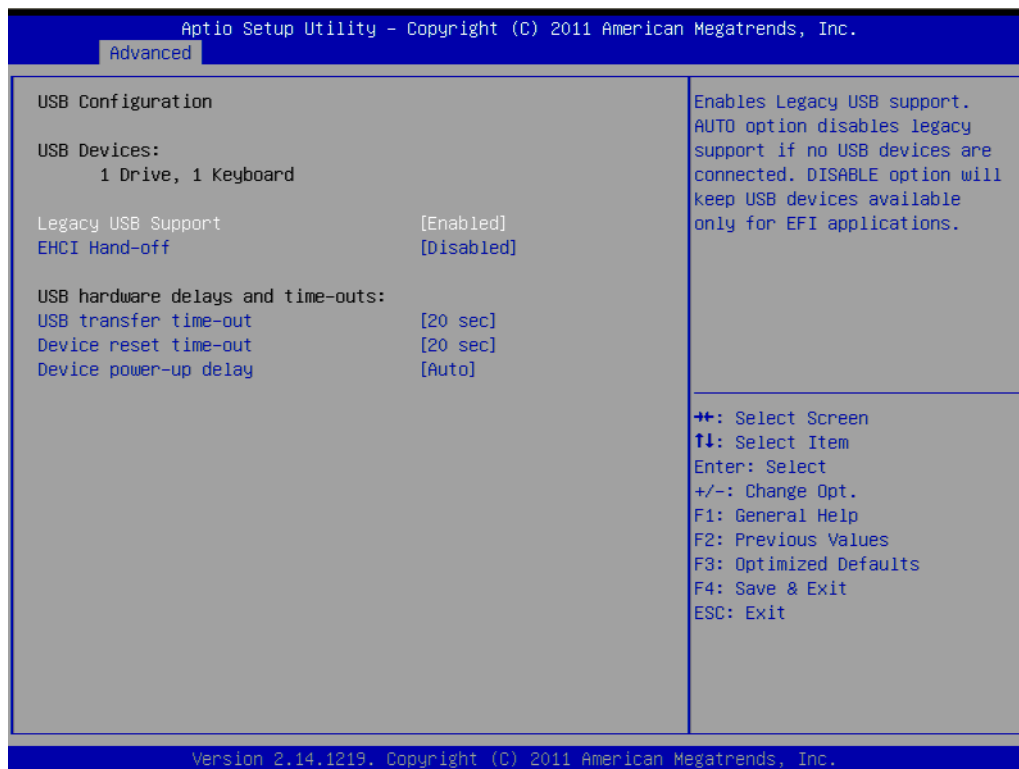 Aptio Setup Utility – Copyright (C) 2011 American Megatrends, Inc.
Advanced
USB Configuration
USB Devices:
1 Drive, 1 Keyboard
Legacy USB Support [Enabled]
EHCI Hand-off [Disabled]
USB hardware delays and time-outs:
USB transfer time-out [20 sec]
Device reset time-out [20 sec]
Device power-up delay [Auto]
Enables Legacy USB support.
AUTO option disables legacy
support if no USB devices are
connected. DISABLE option will
keep USB devices available
only for EFI applications.
→←: Select Screen
↑↓: Select Item
Enter: Select
+/-: Change Opt.
F1: General Help
F2: Previous Values
F3: Optimized Defaults
F4: Save & Exit
ESC: Exit
Version 2.14.1219. Copyright (C) 2011 American Megatrends, Inc.